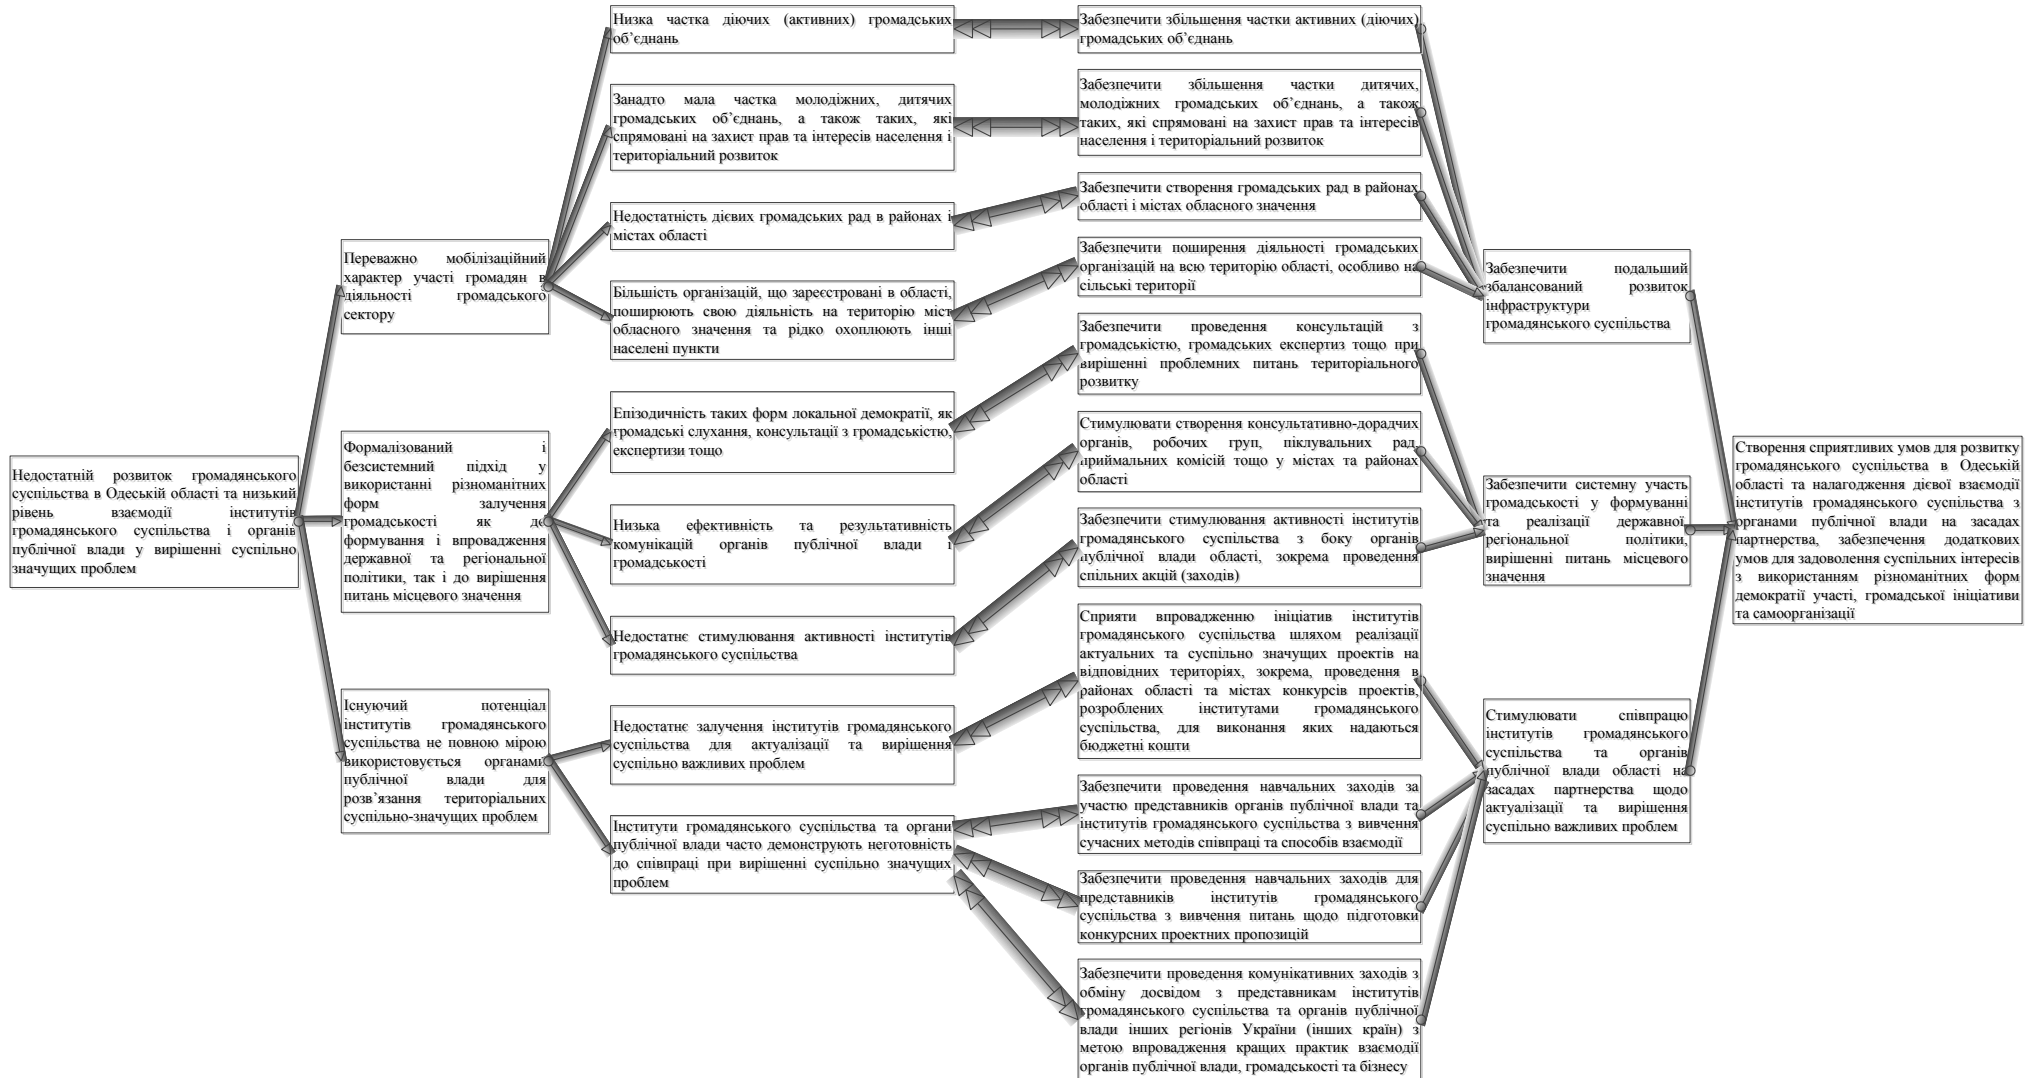 Недостатній розвиток громадянського
суспільства в Одеській області та низький
рівень взаємодії інститутів
громадянського суспільства і органів
публічної влади у вирішенні суспільно
значущих проблем
Переважно мобілізаційний
характер участі громадян в
діяльності громадського
сектору
Формалізований і
безсистемний підхід у
використанні різноманітних
форм залучення
громадськості як до
формування і впровадження
державної та регіональної
політики, так і до вирішення
питань місцевого значення
Існуючий потенціал
інститутів громадянського
суспільства не повною мірою
використовується органами
публічної влади для
розв’язання територіальних
суспільно-значущих проблем
Низка частка діючих (активних) громадських
об’єднань
Занадто мала частка молодіжних, дитячих
громадських об’єднань, а також таких, які
спрямовані на захист прав та інтересів населення і
територіальний розвиток
Недостатність дієвих громадських рад в районах і
містах області
Більшість організацій, що зареєстровані в області,
поширюють свою діяльність на територію міст
обласного значення та рідко охоплюють інші
населені пункти
Епізодичність таких форм локальної демократії, як
громадські слухання, консультації з громадськістю,
експертизи тощо
Низька ефективність та результативність
комунікацій органів публічної влади і
громадськості
Недостатнє стимулювання активності інститутів
громадянського суспільства
Недостатнє залучення інститутів громадянського
суспільства для актуалізації та вирішення
суспільно важливих проблем
Інститути громадянського суспільства та органи
публічної влади часто демонструють неготовність
до співпраці при вирішенні суспільно значущих
проблем
Забезпечити збільшення частки активних (діючих)
громадських об’єднань
Забезпечити збільшення частки дитячих,
молодіжних громадських об’єднань, а також
таких, які спрямовані на захист прав та інтересів
населення і територіальний розвиток
Забезпечити створення громадських рад в районах
області і містах обласного значення
Забезпечити поширення діяльності громадських
організацій на всю територію області, особливо на
сільські території
Забезпечити проведення консультацій з
громадськістю, громадських експертиз тощо при
вирішенні проблемних питань територіального
розвитку
Стимулювати створення консультативно-дорадчих
органів, робочих груп, піклувальних рад,
приймальних комісій тощо у містах та районах
області
Забезпечити стимулювання активності інститутів
громадянського суспільства з боку органів
публічної влади області, зокрема проведення
спільних акцій (заходів)
Сприяти впровадженню ініціатив інститутів
громадянського суспільства шляхом реалізації
актуальних та суспільно значущих проектів на
відповідних територіях, зокрема, проведення в
районах області та містах конкурсів проектів,
розроблених інститутами громадянського
суспільства, для виконання яких надаються
бюджетні кошти
Забезпечити проведення навчальних заходів за
участю представників органів публічної влади та
інститутів громадянського суспільства з вивчення
сучасних методів співпраці та способів взаємодії
Забезпечити проведення навчальних заходів для
представників інститутів громадянського
суспільства з вивчення питань щодо підготовки
конкурсних проектних пропозицій
Забезпечити проведення комунікативних заходів з
обміну досвідом з представникам інститутів
громадянського суспільства та органів публічної
влади інших регіонів України (інших країн) з
метою впровадження кращих практик взаємодії
органів публічної влади, громадськості та бізнесу
Забезпечити подальший
збалансований розвиток
інфраструктури
громадянського суспільства
Забезпечити системну участь
громадськості у формуванні
та реалізації державної,
регіональної політики,
вирішенні питань місцевого
значення
Стимулювати співпрацю
інститутів громадянського
суспільства та органів
публічної влади області на
засадах партнерства щодо
актуалізації та вирішення
суспільно важливих проблем
Створення сприятливих умов для розвитку
громадянського суспільства в Одеській
області та налагодження дієвої взаємодії
інститутів громадянського суспільства з
органами публічної влади на засадах
партнерства, забезпечення додаткових
умов для задоволення суспільних інтересів
з використанням різноманітних форм
демократії участі, громадської ініціативи
та самоорганізації